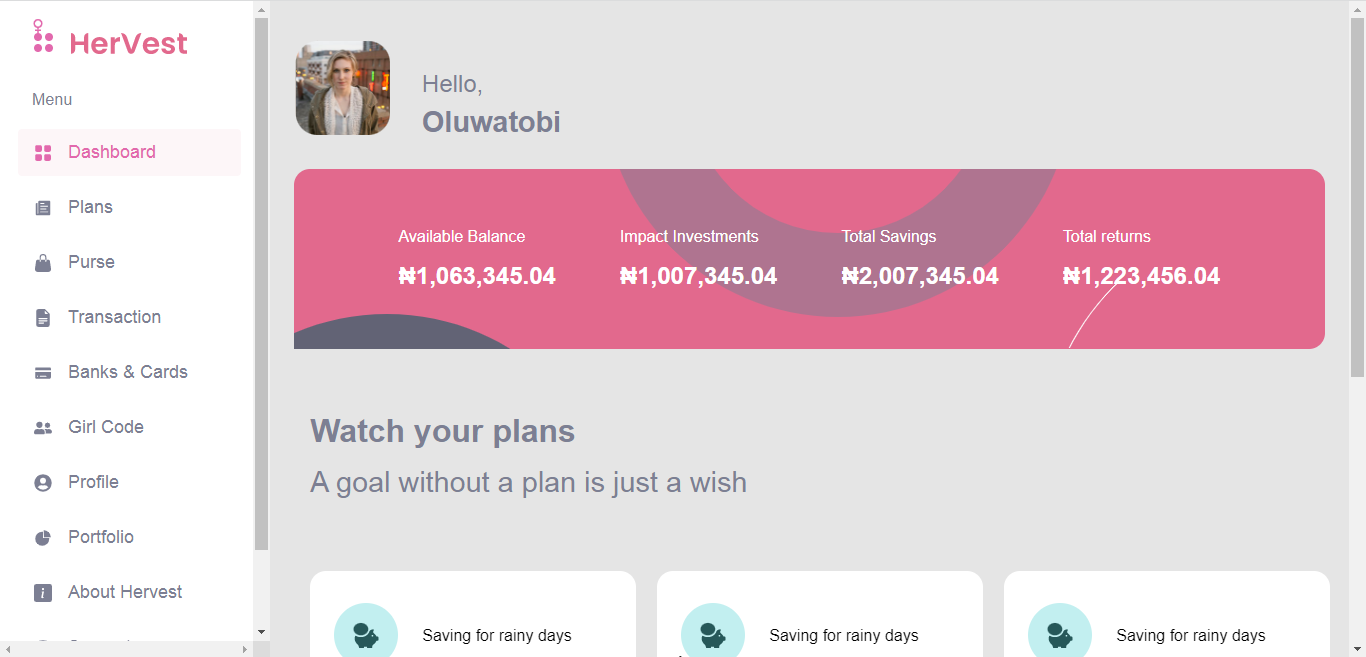 HerVest
Menu
Dashboard
Plans
Purse
Transaction
Banks & Cards
Girl Code
Profile
Portfolio
About Hervest
Hello,
Oluwatobi
Available Balance
₦1,063,345.04
Impact Investments
₦1,007,345.04
Total Savings
₦2,007,345.04
Total returns
₦1,223,456.04
Watch your plans
A goal without a plan is just a wish
Saving for rainy days
Saving for rainy days
Saving for rainy days